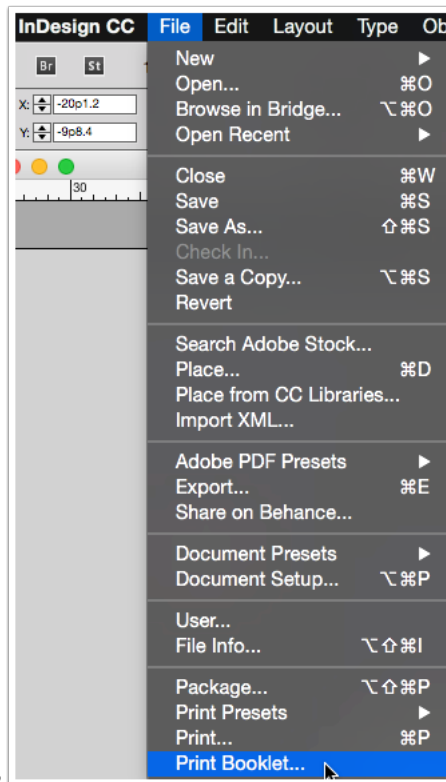 InDesign CC File Edit Layout Type Ob
Br St
X: -20p1.2
Y: -9p8.4
30
New ▶
Open... ⌘O
Browse in Bridge... ⌥⌘O
Open Recent ▶
Close ⌘W
Save ⌘S
Save As... ⇧⌘S
Check In...
Save a Copy... ⌥⌘S
Revert
Search Adobe Stock...
Place... ⌘D
Place from CC Libraries...
Import XML...
Adobe PDF Presets ▶
Export... ⌘E
Share on Behance...
Document Presets ▶
Document Setup... ⌥⌘P
User...
File Info... ⌥⇧⌘I
Package... ⌥⇧⌘P
Print Presets ▶
Print... ⌘P
Print Booklet...